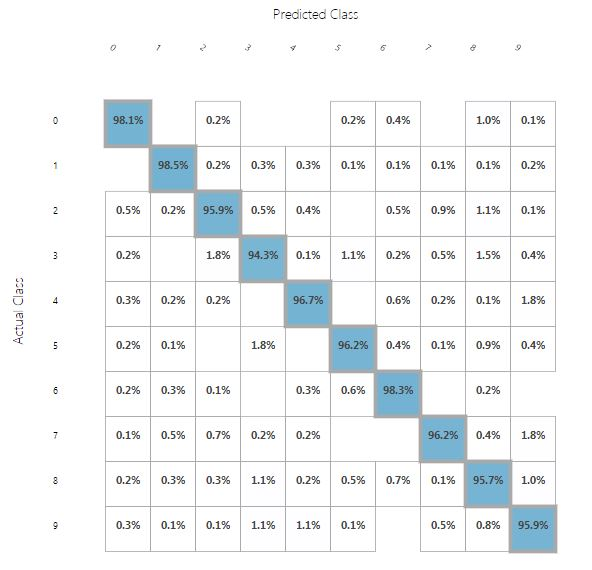 Predicted Class
0 1 2 3 4 5 6 7 8 9
Actual Class
0 98.1% 0.2% 0.2% 0.4% 1.0% 0.1%
1 98.5% 0.2% 0.3% 0.3% 0.1% 0.1% 0.1% 0.1% 0.2%
2 0.5% 0.2% 95.9% 0.5% 0.4% 0.5% 0.9% 1.1% 0.1%
3 0.2% 1.8% 94.3% 0.1% 1.1% 0.2% 0.5% 1.5% 0.4%
4 0.3% 0.2% 0.2% 96.7% 0.6% 0.2% 0.1% 1.8%
5 0.2% 0.1% 1.8% 96.2% 0.4% 0.1% 0.9% 0.4%
6 0.2% 0.3% 0.1% 0.3% 0.6% 98.3% 0.2%
7 0.1% 0.5% 0.7% 0.2% 0.2% 96.2% 0.4% 1.8%
8 0.2% 0.3% 0.3% 1.1% 0.2% 0.5% 0.7% 0.1% 95.7% 1.0%
9 0.3% 0.1% 0.1% 1.1% 1.1% 0.1% 0.5% 0.8% 95.9%